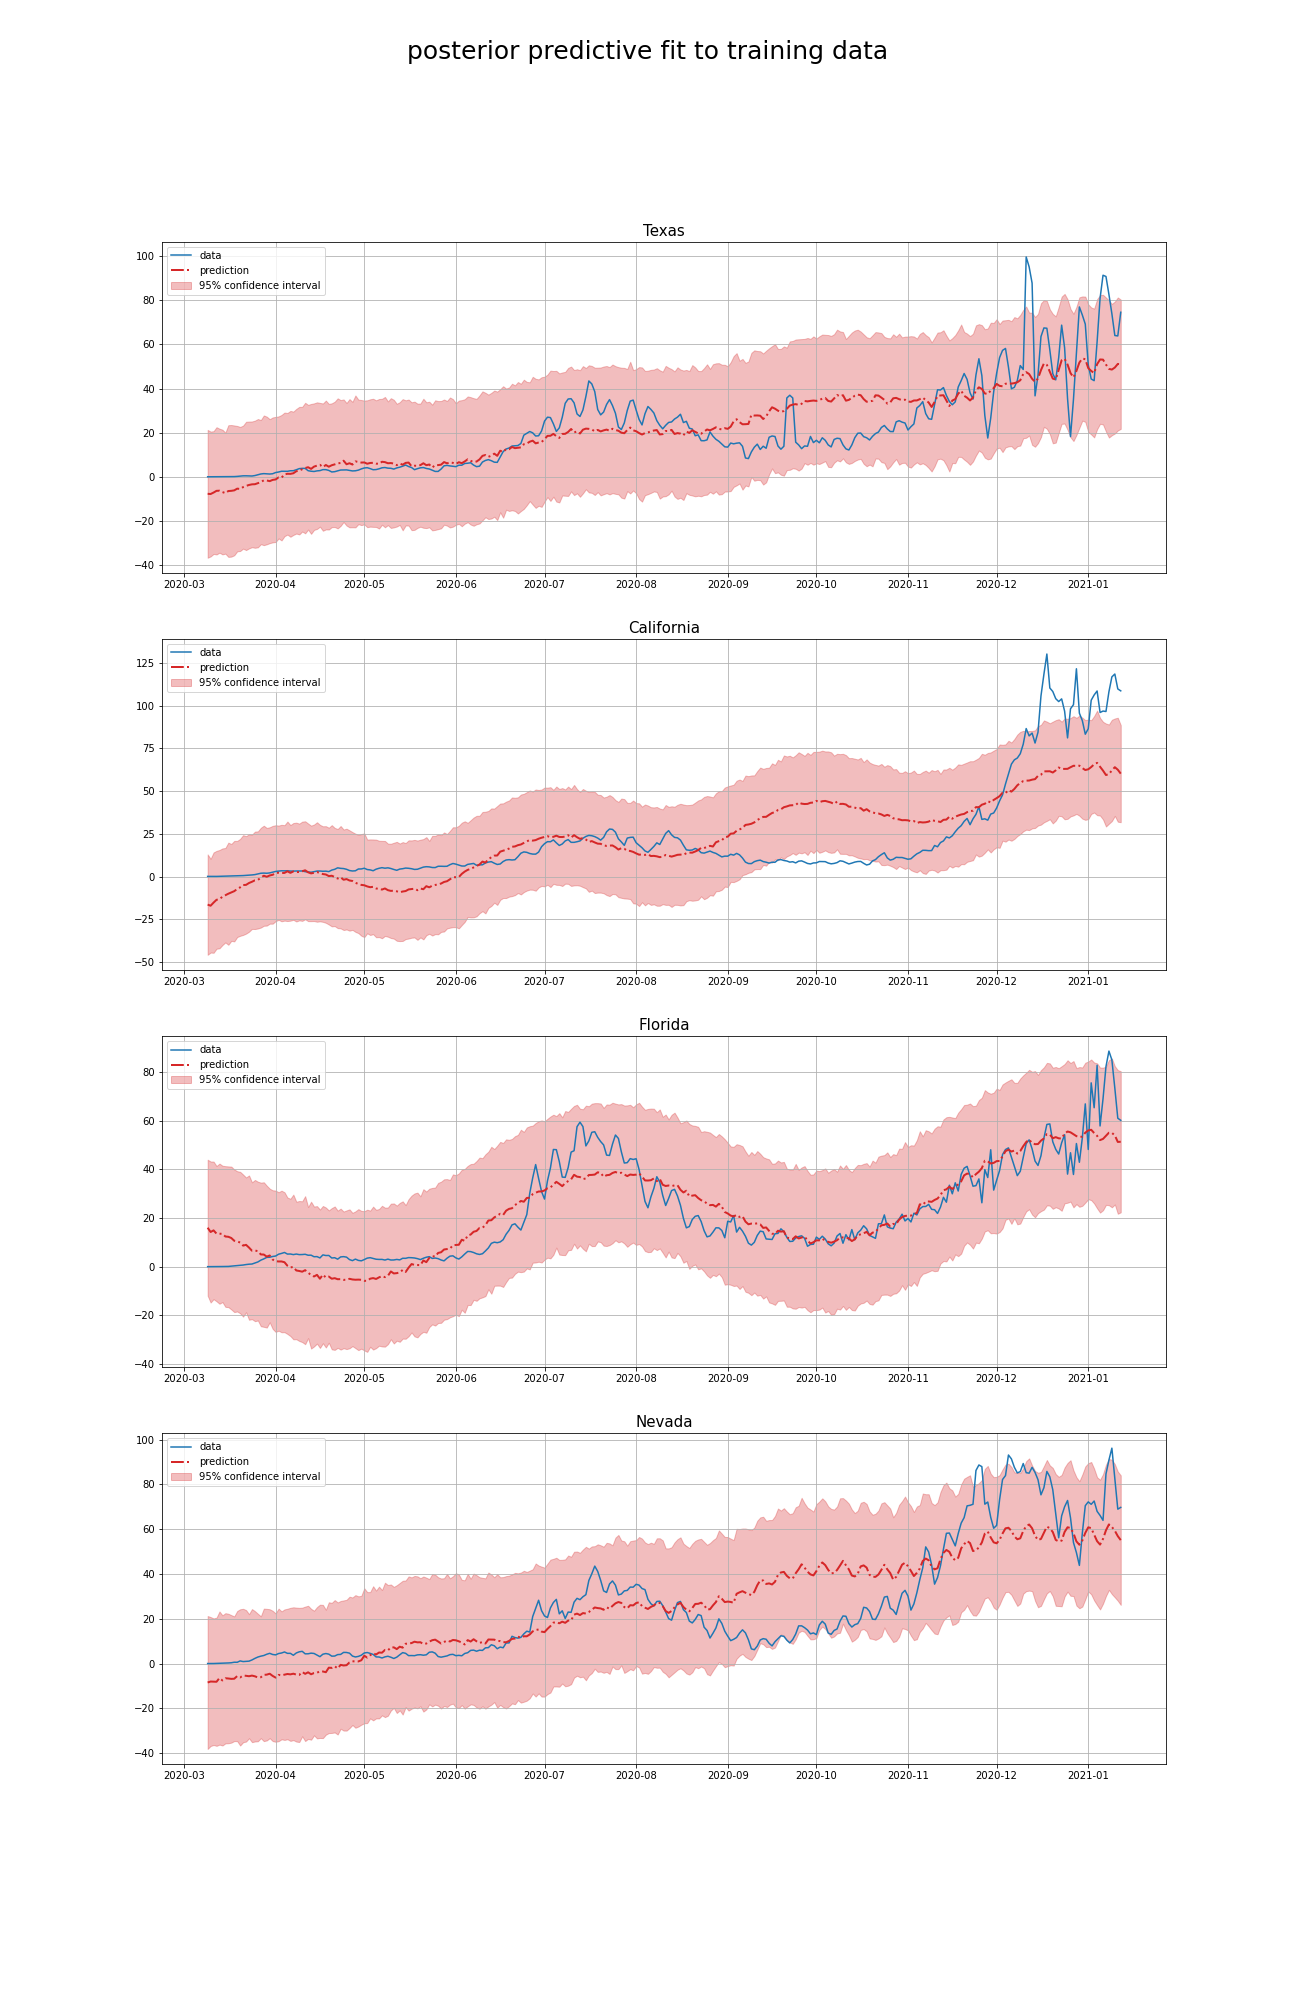 posterior predictive fit to training data
Texas
data
prediction
95% confidence interval
100
80
60
40
20
0
−20
−40
2020-03 2020-04 2020-05 2020-06 2020-07 2020-08 2020-09 2020-10 2020-11 2020-12 2021-01
California
data
prediction
95% confidence interval
125
100
75
50
25
0
−25
−50
2020-03 2020-04 2020-05 2020-06 2020-07 2020-08 2020-09 2020-10 2020-11 2020-12 2021-01
Florida
data
prediction
95% confidence interval
80
60
40
20
0
−20
−40
2020-03 2020-04 2020-05 2020-06 2020-07 2020-08 2020-09 2020-10 2020-11 2020-12 2021-01
Nevada
data
prediction
95% confidence interval
100
80
60
40
20
0
−20
−40
2020-03 2020-04 2020-05 2020-06 2020-07 2020-08 2020-09 2020-10 2020-11 2020-12 2021-01